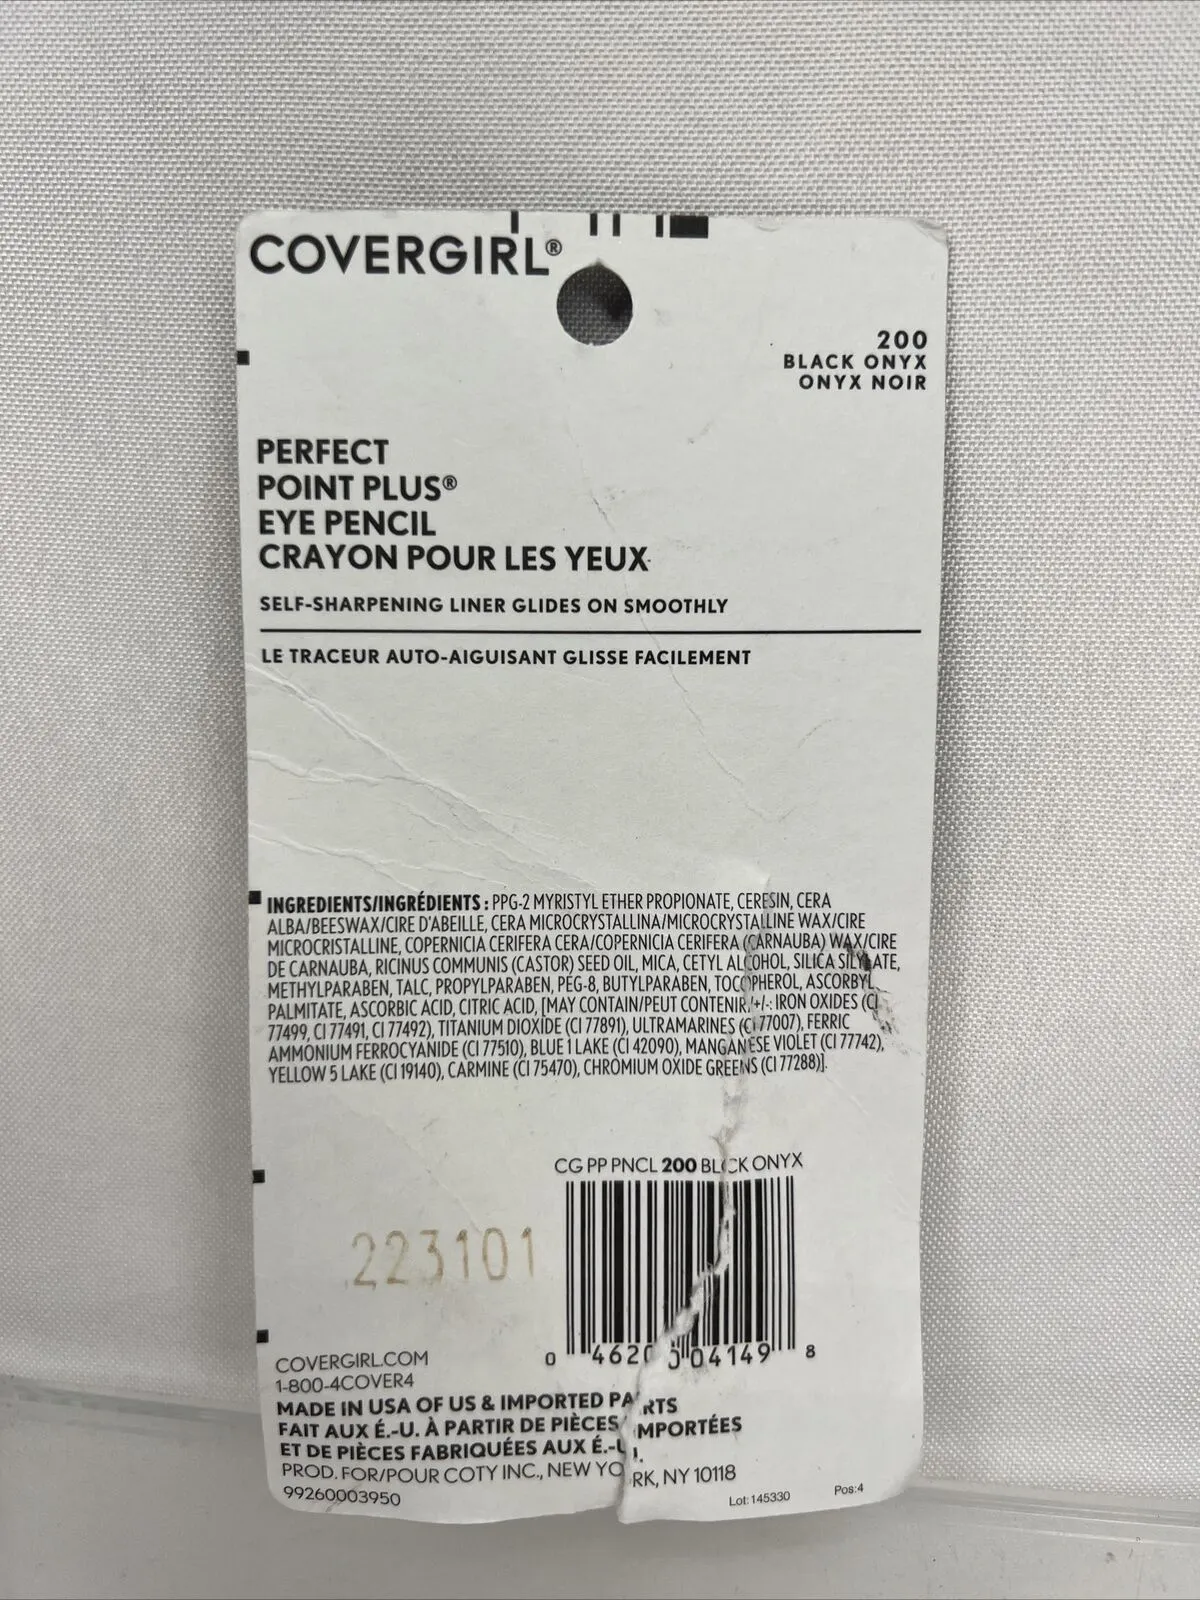 COVERGIRL®
200
BLACK ONYX
ONYX NOIR
PERFECT
POINT PLUS®
EYE PENCIL
CRAYON POUR LES YEUX
SELF-SHARPENING LINER GLIDES ON SMOOTHLY
LE TRACEUR AUTO-AIGUISANT GLISSE FACILEMENT
INGREDIENTS/INGRÉDIENTS : PPG-2 MYRISTYL ETHER PROPIONATE, CERESIN, CERA
ALBA/BEESWAX/CIRE D'ABEILLE, CERA MICROCRYSTALLINA/MICROCRYSTALLINE WAX/CIRE
MICROCRISTALLINE, COPERNICIA CERIFERA CERA/COPERNICIA CERIFERA (CARNAUBA) WAX/CIRE
DE CARNAUBA, RICINUS COMMUNIS (CASTOR) SEED OIL, MICA, CETYL ALCOHOL, SILICA SILYLATE,
METHYLPARABEN, TALC, PROPYLPARABEN, PEG-8, BUTYLPARABEN, TOCOPHEROL, ASCORBYL
PALMITATE, ASCORBIC ACID, CITRIC ACID, [MAY CONTAIN/PEUT CONTENIR/+/-: IRON OXIDES (CI
77499, CI 77491, CI 77492), TITANIUM DIOXIDE (CI 77891), ULTRAMARINES (CI 77007), FERRIC
AMMONIUM FERROCYANIDE (CI 77510), BLUE 1 LAKE (CI 42090), MANGANESE VIOLET (CI 77742),
YELLOW 5 LAKE (CI 19140), CARMINE (CI 75470), CHROMIUM OXIDE GREENS (CI 77288)].
CG PP PNCL 200 BLCK ONYX
223101
0 46200 04149 8
COVERGIRL.COM
1-800-4COVER4
MADE IN USA OF US & IMPORTED PARTS
FAIT AUX É.-U. À PARTIR DE PIÈCES IMPORTÉES
ET DE PIÈCES FABRIQUÉES AUX É.-U.
PROD. FOR/POUR COTY INC., NEW YORK, NY 10118
99260003950
Lot: 145330
Pos: 4